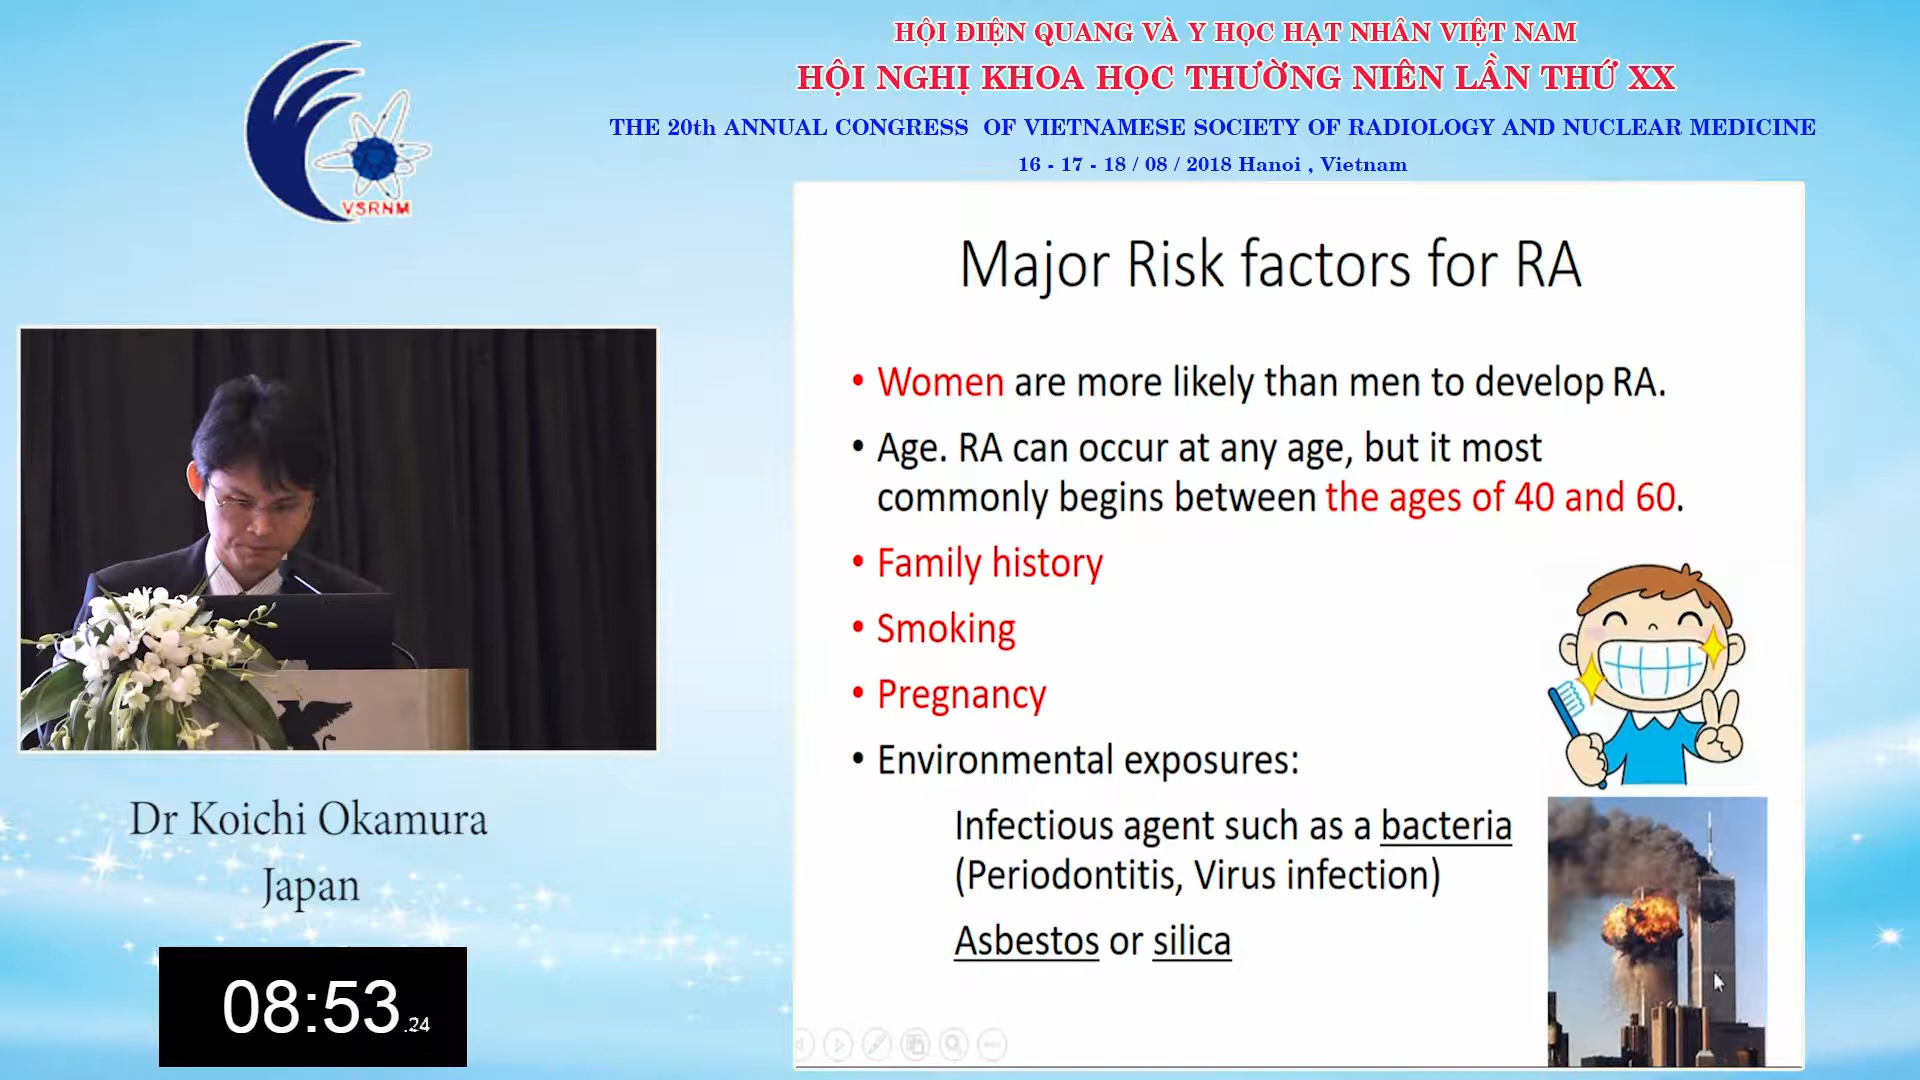 HỘI ĐIỆN QUANG VÀ Y HỌC HẠT NHÂN VIỆT NAM
HỘI NGHỊ KHOA HỌC THƯỜNG NIÊN LẦN THỨ XX
THE 20th ANNUAL CONGRESS OF VIETNAMESE SOCIETY OF RADIOLOGY AND NUCLEAR MEDICINE
16 - 17 - 18 / 08 / 2018 Hanoi , Vietnam
VSRNM
Major Risk factors for RA
• Women are more likely than men to develop RA.
• Age. RA can occur at any age, but it most
commonly begins between the ages of 40 and 60.
• Family history
• Smoking
• Pregnancy
• Environmental exposures:
Infectious agent such as a bacteria
(Periodontitis, Virus infection)
Asbestos or silica
Dr Koichi Okamura
Japan
08:53.24